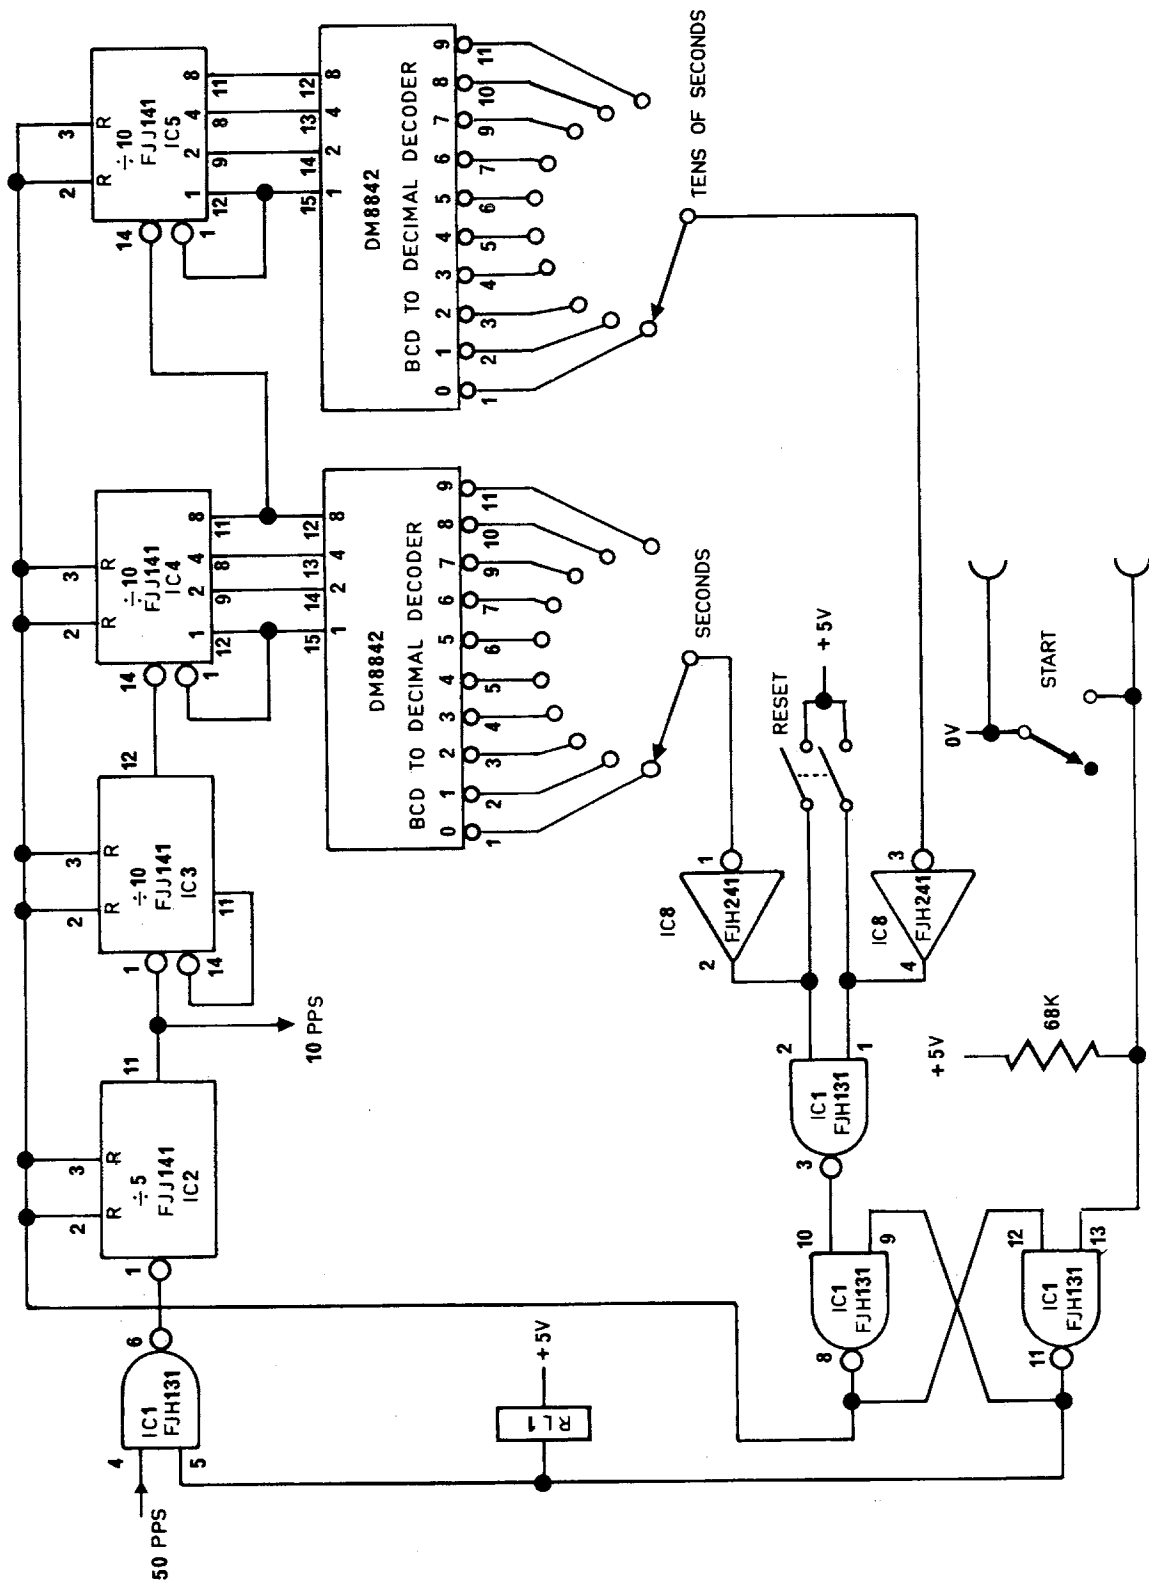 50 PPS
4
5
IC1
FJH131
6
1
2
3
R
R
÷5
FJJ141
IC2
11
10 PPS
1
14
2
3
R
R
÷10
FJJ141
IC3
11
12
14
1
2
3
R
R
÷10
FJJ141
IC4
1 2 4 8
12 9 8 11
14
1
2
3
R
R
÷10
FJJ141
IC5
1 2 4 8
12 9 8 11
15 14 13 12
1 2 4 8
DM8842
BCD TO DECIMAL DECODER
0 1 2 3 4 5 6 7 8 9
1 2 3 4 5 6 7 9 10 11
SECONDS
15 14 13 12
1 2 4 8
DM8842
BCD TO DECIMAL DECODER
0 1 2 3 4 5 6 7 8 9
1 2 3 4 5 6 7 9 10 11
TENS OF SECONDS
RL1
+5V
IC8
FJH241
2
1
RESET
+5V
IC8
FJH241
4
3
2
1
IC1
FJH131
3
10
9
IC1
FJH131
8
12
13
IC1
FJH131
11
+5V
68K
0V
START